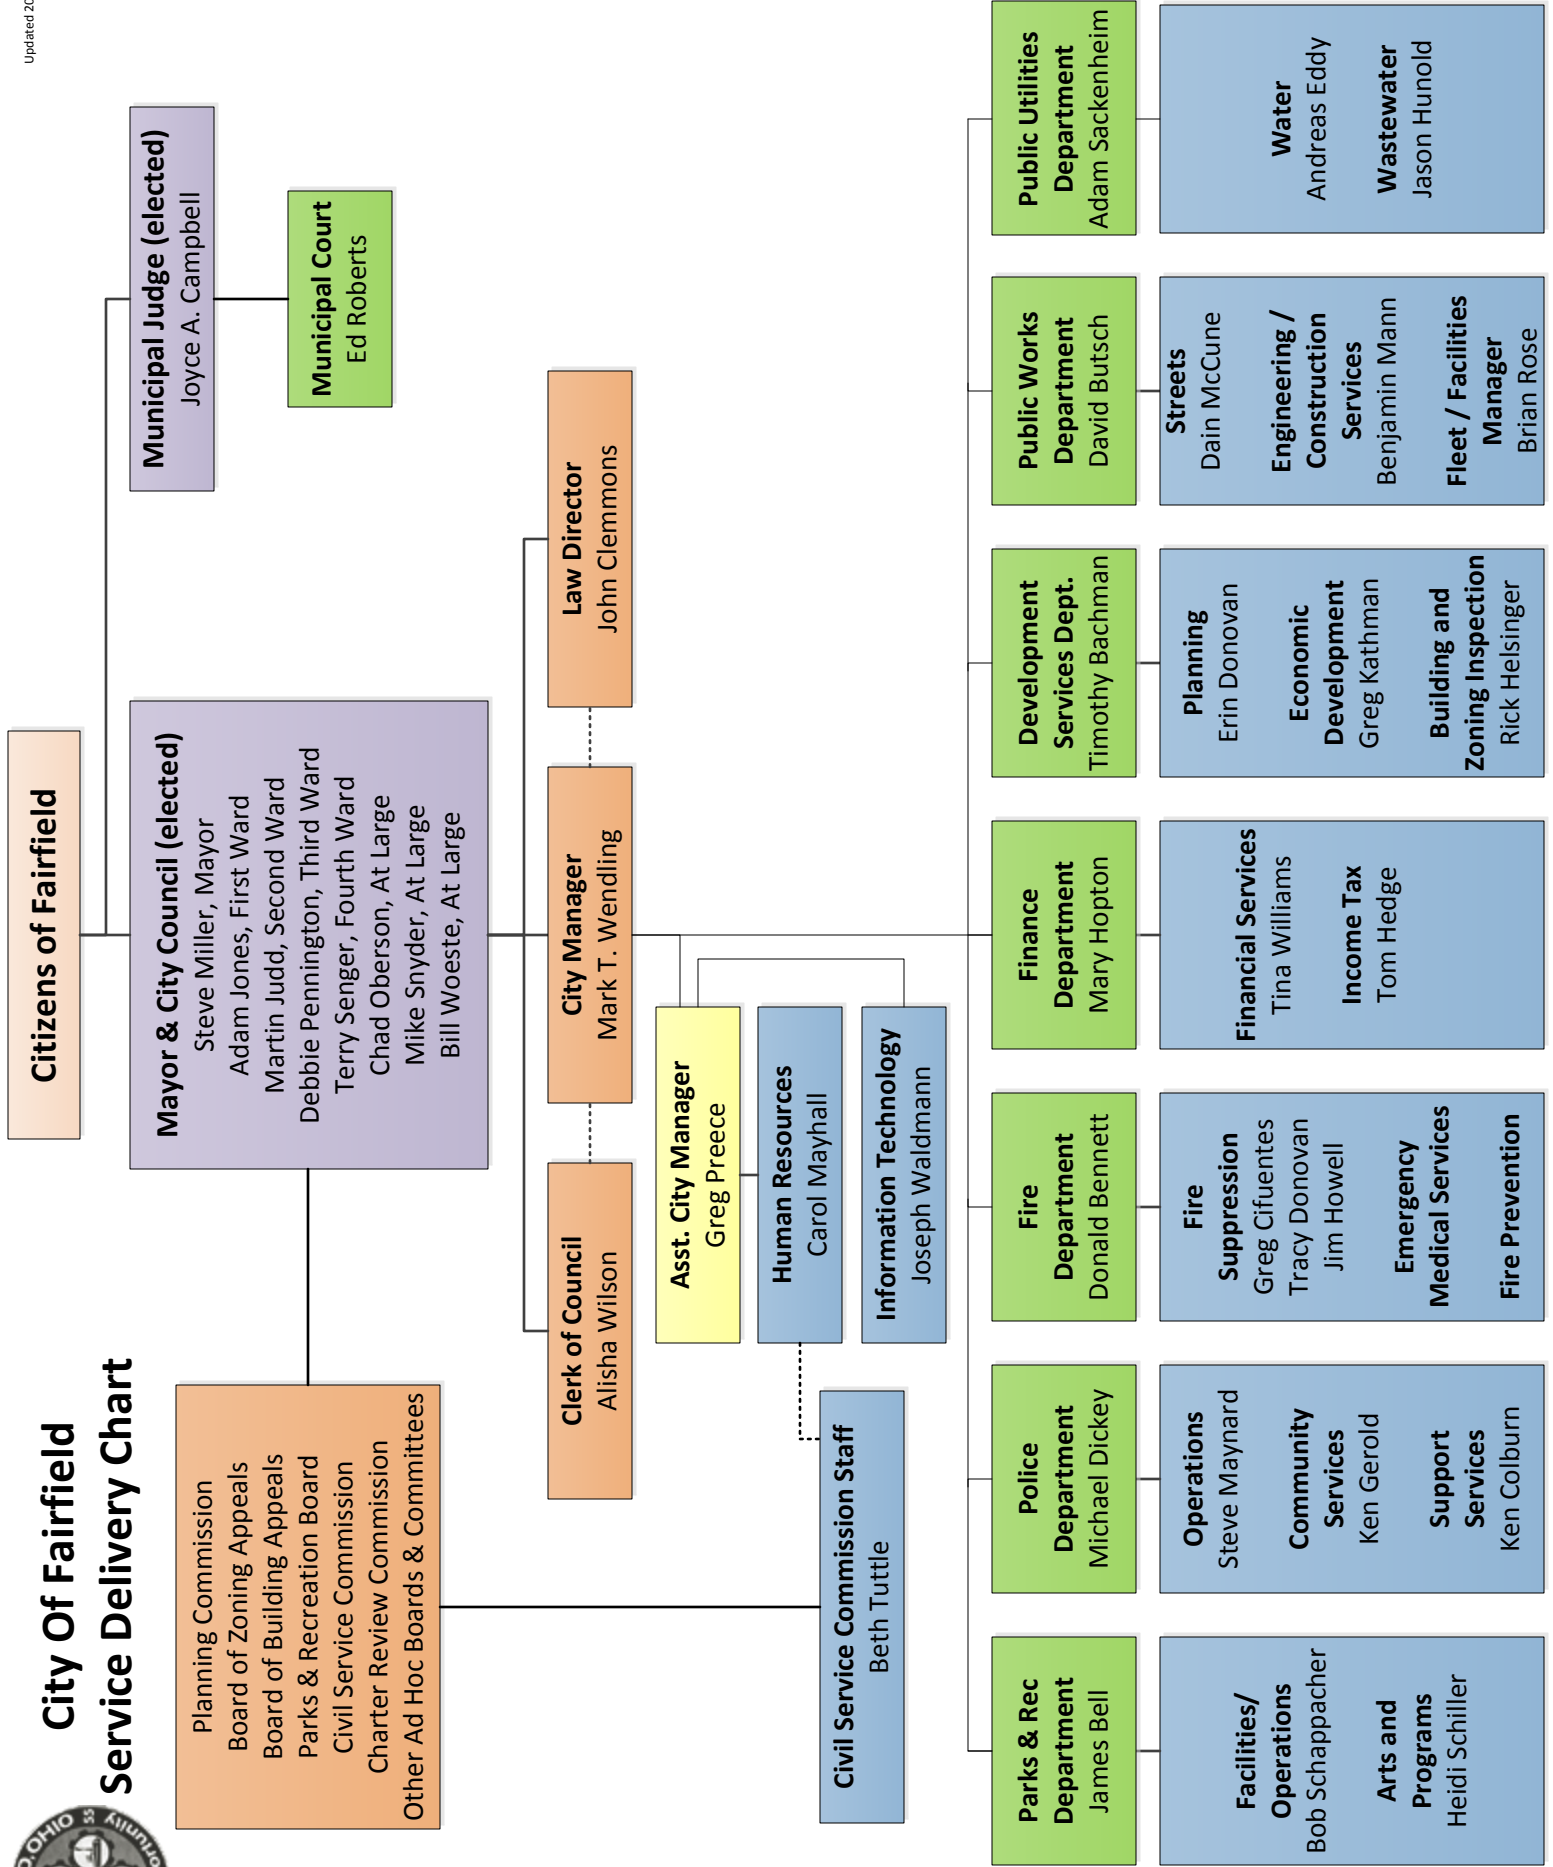 City Of Fairfield
Service Delivery Chart
Updated 20
OHIO
Citizens of Fairfield
Mayor & City Council (elected)
Steve Miller, Mayor
Adam Jones, First Ward
Martin Judd, Second Ward
Debbie Pennington, Third Ward
Terry Senger, Fourth Ward
Chad Oberson, At Large
Mike Snyder, At Large
Bill Woeste, At Large
Municipal Judge (elected)
Joyce A. Campbell
Municipal Court
Ed Roberts
Planning Commission
Board of Zoning Appeals
Board of Building Appeals
Parks & Recreation Board
Civil Service Commission
Charter Review Commission
Other Ad Hoc Boards & Committees
Clerk of Council
Alisha Wilson
City Manager
Mark T. Wendling
Law Director
John Clemmons
Asst. City Manager
Greg Preece
Human Resources
Carol Mayhall
Information Technology
Joseph Waldmann
Civil Service Commission Staff
Beth Tuttle
Parks & Rec
Department
James Bell
Facilities/
Operations
Bob Schappacher
Arts and
Programs
Heidi Schiller
Police
Department
Michael Dickey
Operations
Steve Maynard
Community
Services
Ken Gerold
Support
Services
Ken Colburn
Fire
Department
Donald Bennett
Fire
Suppression
Greg Cifuentes
Tracy Donovan
Jim Howell
Emergency
Medical Services
Fire Prevention
Finance
Department
Mary Hopton
Financial Services
Tina Williams
Income Tax
Tom Hedge
Development
Services Dept.
Timothy Bachman
Planning
Erin Donovan
Economic
Development
Greg Kathman
Building and
Zoning Inspection
Rick Helsinger
Public Works
Department
David Butsch
Streets
Dain McCune
Engineering /
Construction
Services
Benjamin Mann
Fleet / Facilities
Manager
Brian Rose
Public Utilities
Department
Adam Sackenheim
Water
Andreas Eddy
Wastewater
Jason Hunold